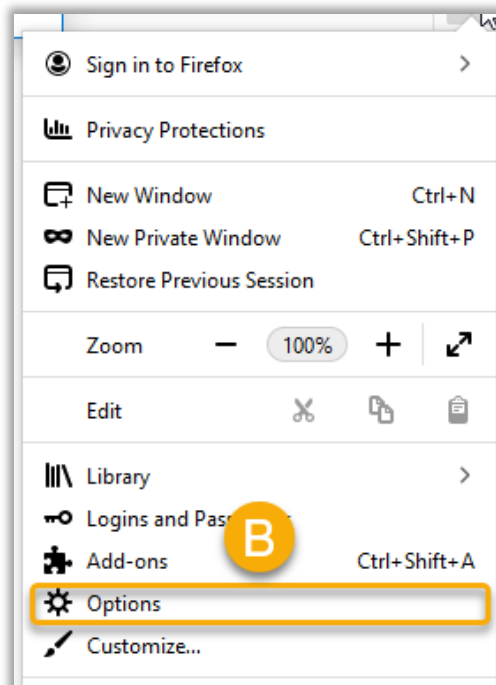 Sign in to Firefox
Privacy Protections
New Window Ctrl+N
New Private Window Ctrl+Shift+P
Restore Previous Session
Zoom 100%
Edit
Library
Logins and
B
Add-ons Ctrl+Shift+A
Options
Customize...